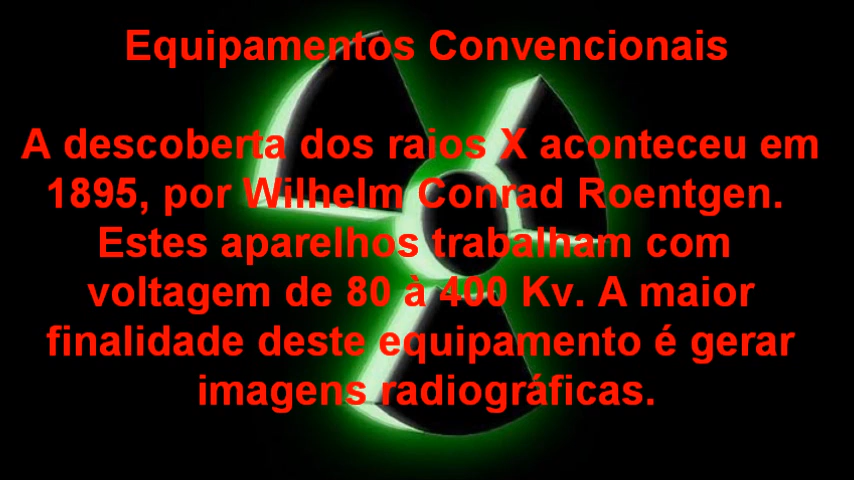 Equipamentos Convencionais
A descoberta dos raios X aconteceu em
1895, por Wilhelm Conrad Roentgen.
Estes aparelhos trabalham com
voltagem de 80 à 400 Kv. A maior
finalidade deste equipamento é gerar
imagens radiográficas.